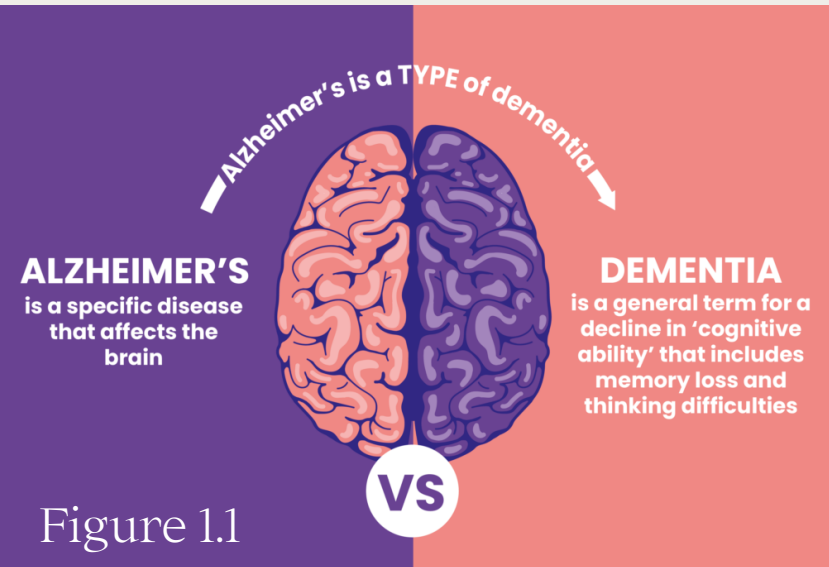 Alzheimer’s is a TYPE of dementia
ALZHEIMER’S
is a specific disease
that affects the
brain
DEMENTIA
is a general term for a
decline in ‘cognitive
ability’ that includes
memory loss and
thinking difficulties
VS
Figure 1.1